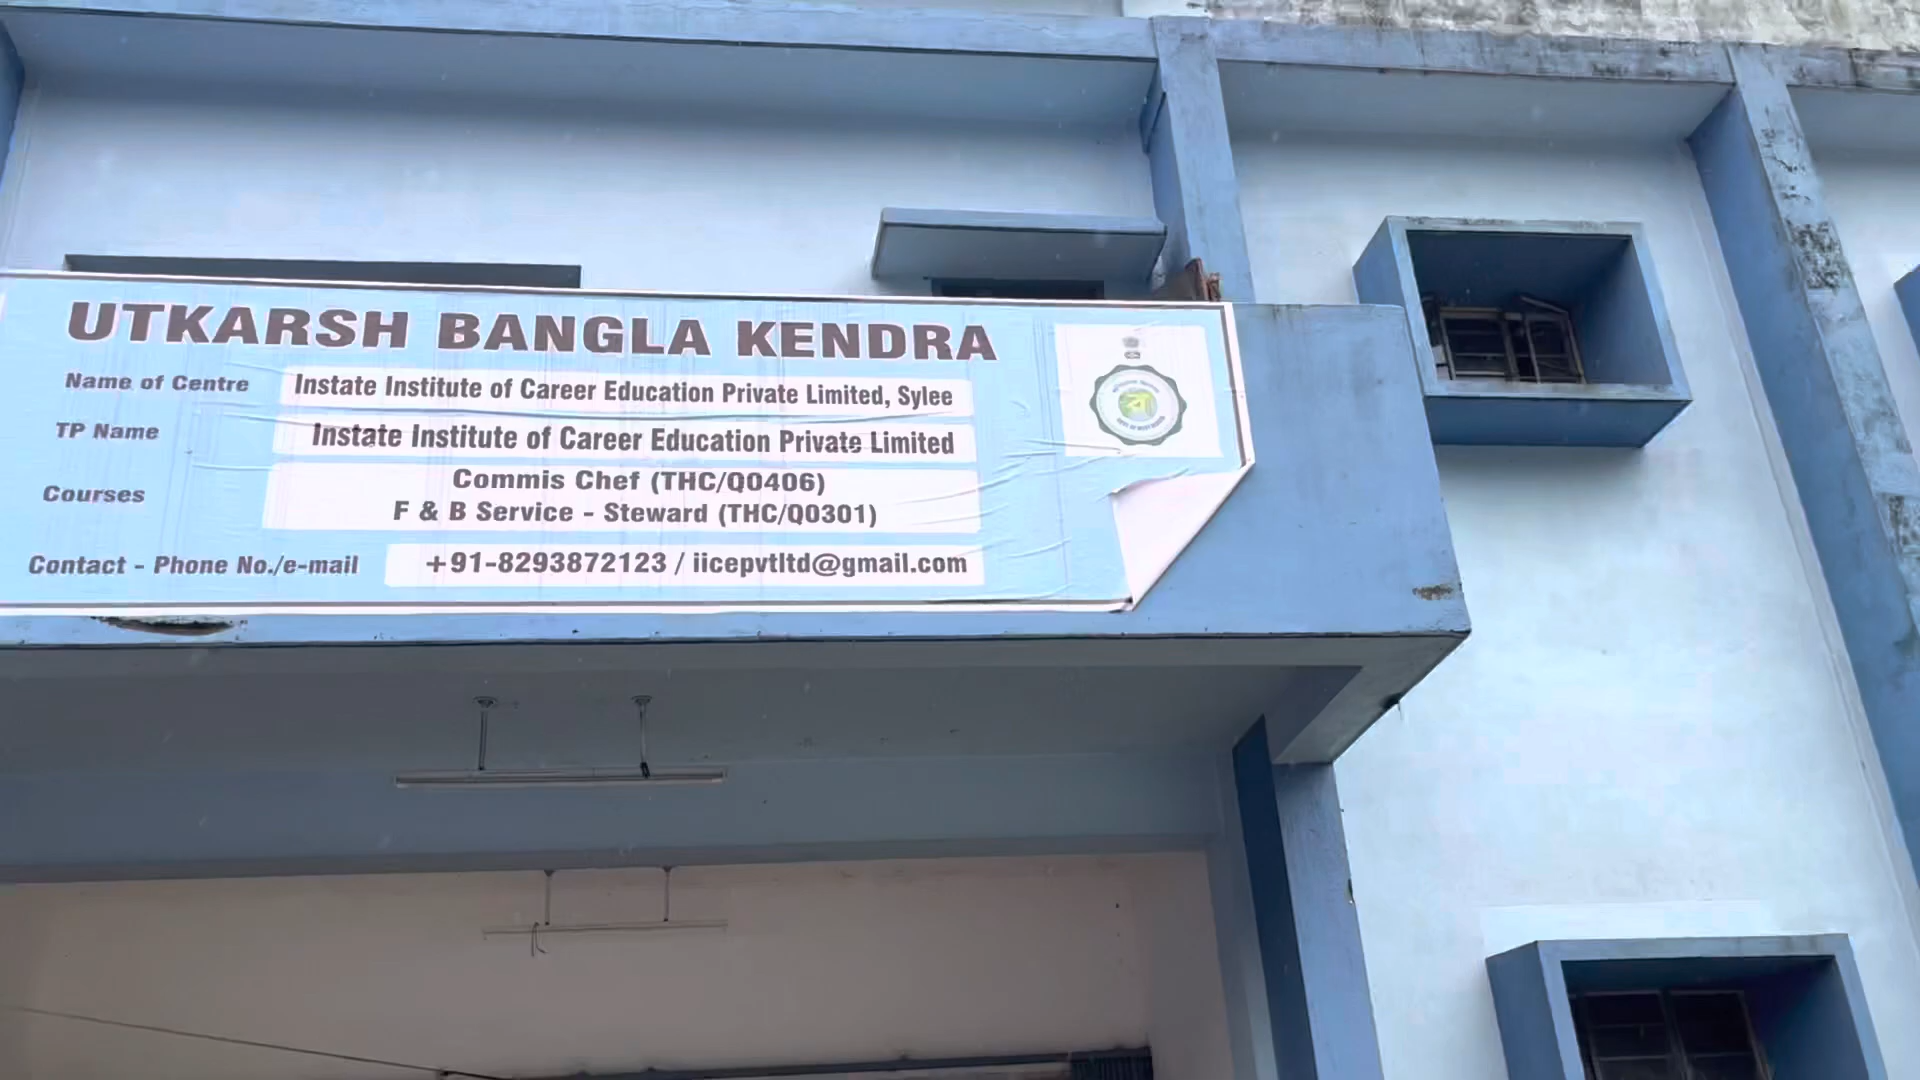 UTKARSH BANGLA KENDRA
Name of Centre Instate Institute of Career Education Private Limited, Sylee
TP Name Instate Institute of Career Education Private Limited
Courses Commis Chef (THC/Q0406)
F & B Service - Steward (THC/Q0301)
Contact - Phone No./e-mail +91-8293872123 / iicepvtltd@gmail.com